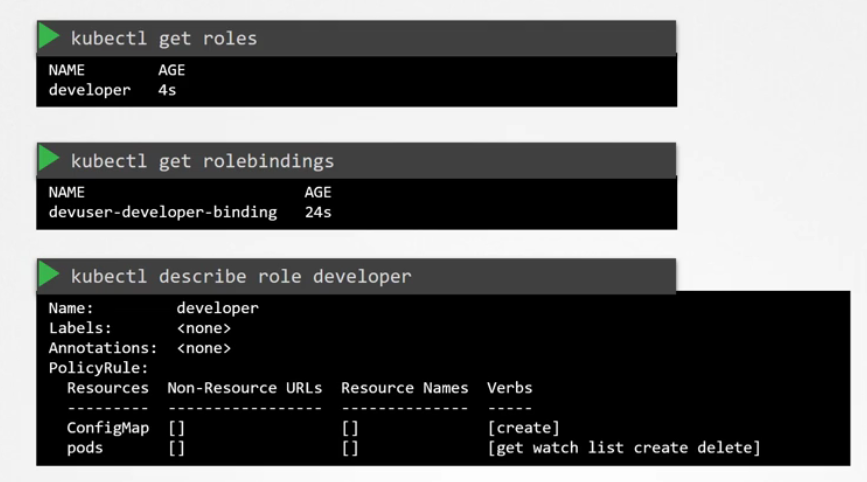 kubectl get roles
NAME AGE
developer 4s
kubectl get rolebindings
NAME AGE
devuser-developer-binding 24s
kubectl describe role developer
Name: developer
Labels: <none>
Annotations: <none>
PolicyRule:
Resources Non-Resource URLs Resource Names Verbs
--------- ----------------- -------------- -----
ConfigMap [] [] [create]
pods [] [] [get watch list create delete]